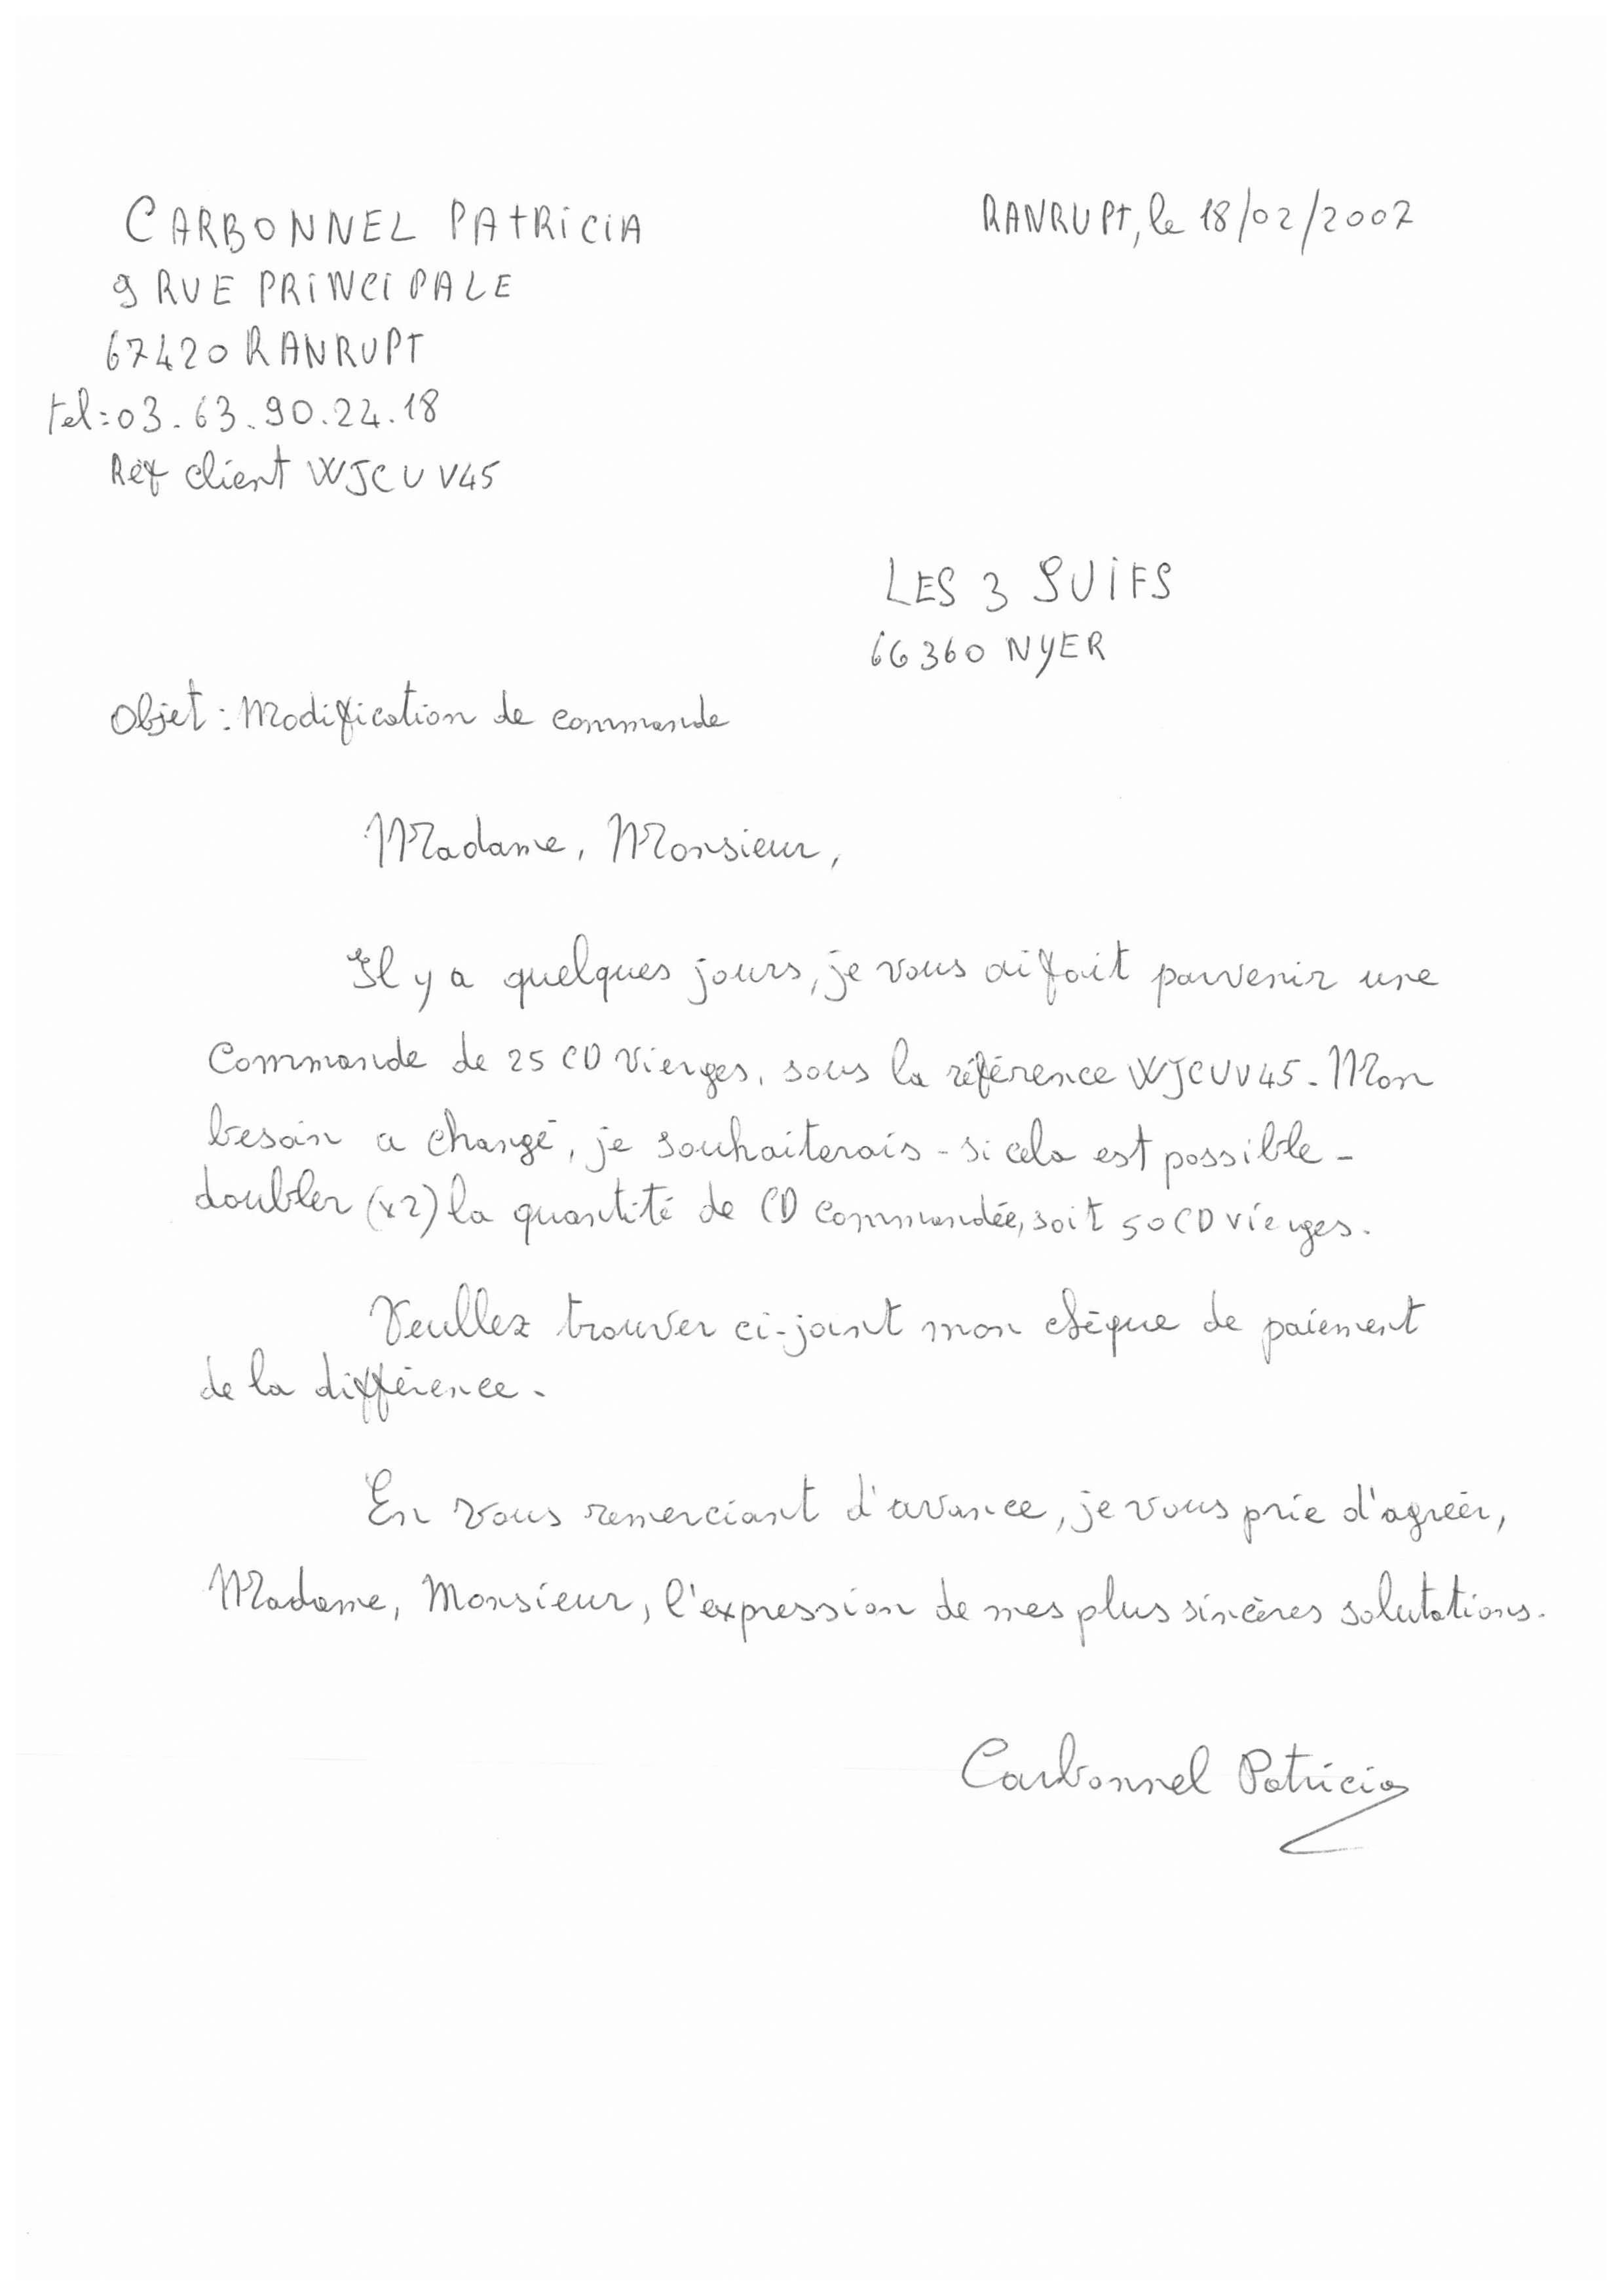 CARBONNEL PATRICIA
RANRUPT, le 18/02/2007
9 RUE PRINCIPALE
67420 RANRUPT
tel:03.63.90.24.18
Réf client WJCUV45
LES 3 SUIFS
66360 NYER
Objet : Modification de commande
Madame, Monsieur,
Il y a quelques jours, je vous ai fait parvenir une
Commande de 25 CD Vierges, sous la référence WJCUV45. Mon
besoin a changé, je souhaiterais - si cela est possible -
doubler (x2) la quantité de CD commandée, soit 50 CD vierges.
Veullez trouver ci-joint mon chèque de paiement
de la différence.
En vous remerciant d'avance, je vous prie d'agréer,
Madame, Monsieur, l'expression de mes plus sincères salutations.
Carbonnel Patricia